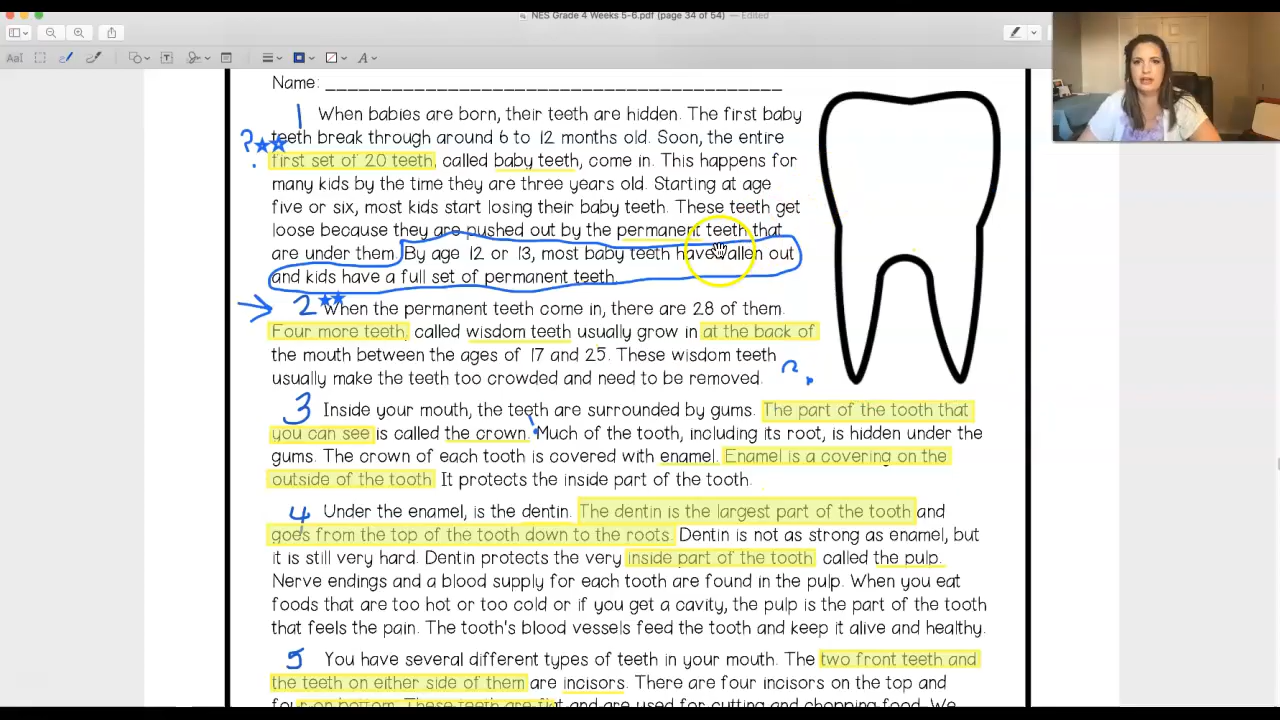 NES Grade 4 Weeks 5-6.pdf (page 34 of 54) — Edited
Name: ___________________________________________
1 When babies are born, their teeth are hidden. The first baby
teeth break through around 6 to 12 months old. Soon, the entire
? ★★
first set of 20 teeth, called baby teeth, come in. This happens for
many kids by the time they are three years old. Starting at age
five or six, most kids start losing their baby teeth. These teeth get
loose because they are pushed out by the permanent teeth that
are under them. By age 12 or 13, most baby teeth have fallen out
and kids have a full set of permanent teeth.
→ 2 ★★ When the permanent teeth come in, there are 28 of them.
Four more teeth, called wisdom teeth usually grow in at the back of
the mouth between the ages of 17 and 25. These wisdom teeth
usually make the teeth too crowded and need to be removed. ?
3 Inside your mouth, the teeth are surrounded by gums. The part of the tooth that
you can see is called the crown. Much of the tooth, including its root, is hidden under the
gums. The crown of each tooth is covered with enamel. Enamel is a covering on the
outside of the tooth. It protects the inside part of the tooth.
4 Under the enamel, is the dentin. The dentin is the largest part of the tooth and
goes from the top of the tooth down to the roots. Dentin is not as strong as enamel, but
it is still very hard. Dentin protects the very inside part of the tooth called the pulp.
Nerve endings and a blood supply for each tooth are found in the pulp. When you eat
foods that are too hot or too cold or if you get a cavity, the pulp is the part of the tooth
that feels the pain. The tooth's blood vessels feed the tooth and keep it alive and healthy.
5 You have several different types of teeth in your mouth. The two front teeth and
the teeth on either side of them are incisors. There are four incisors on the top and
four on bottom. These teeth are flat and are used for cutting and chopping food. We